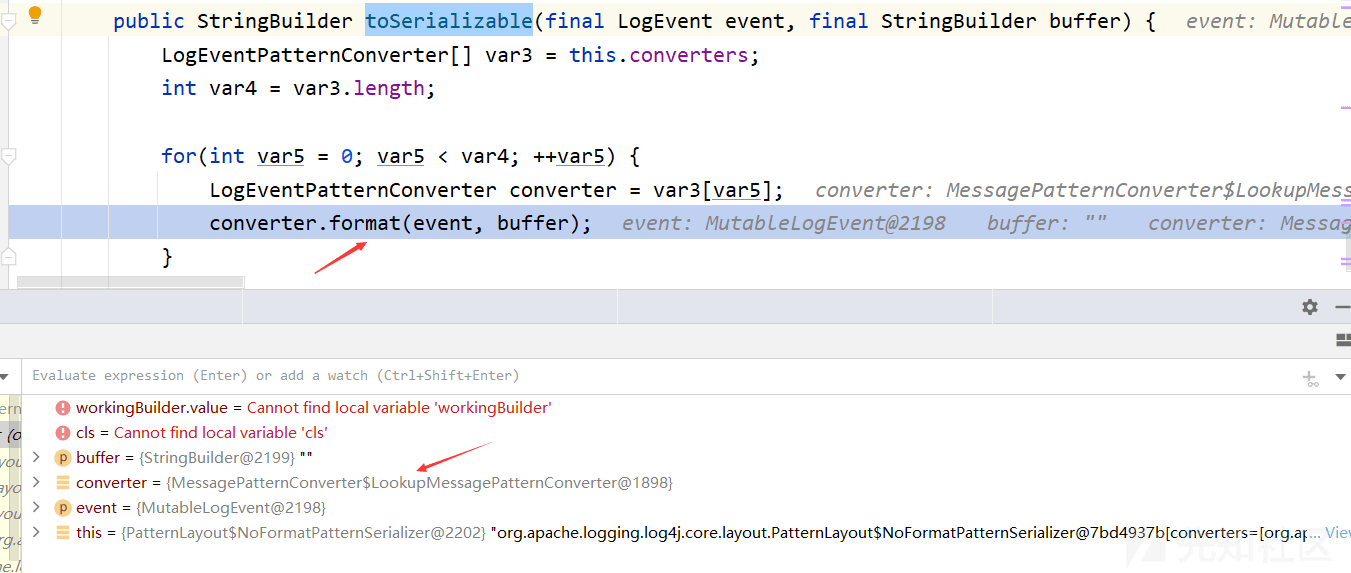 public StringBuilder toSerializable(final LogEvent event, final StringBuilder buffer) { event: Mutable
LogEventPatternConverter[] var3 = this.converters;
int var4 = var3.length;
for(int var5 = 0; var5 < var4; ++var5) {
LogEventPatternConverter converter = var3[var5]; converter: MessagePatternConverter$LookupMess
converter.format(event, buffer); event: MutableLogEvent@2198 buffer: "" converter: Messag
}
Evaluate expression (Enter) or add a watch (Ctrl+Shift+Enter)
workingBuilder.value = Cannot find local variable 'workingBuilder'
cls = Cannot find local variable 'cls'
p buffer = {StringBuilder@2199} ""
converter = {MessagePatternConverter$LookupMessagePatternConverter@1898}
p event = {MutableLogEvent@2198}
this = {PatternLayout$NoFormatPatternSerializer@2202} "org.apache.logging.log4j.core.layout.PatternLayout$NoFormatPatternSerializer@7bd4937b[converters=[org.ap... View
先知社区